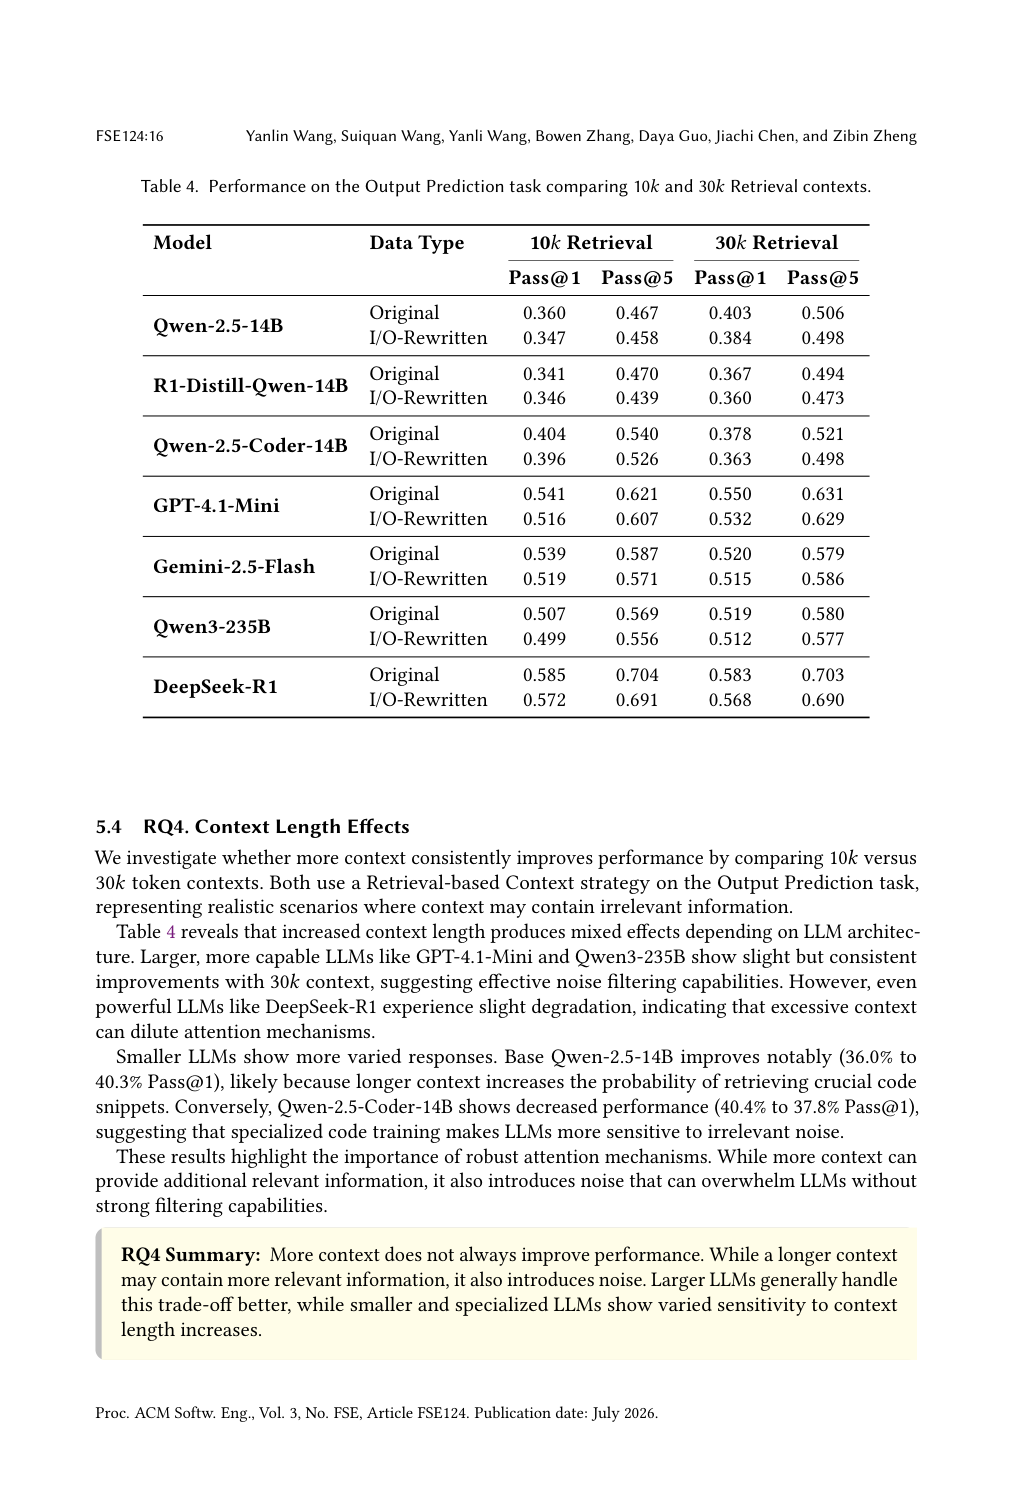 FSE124:16 Yanlin Wang, Suiquan Wang, Yanli Wang, Bowen Zhang, Daya Guo, Jiachi Chen, and Zibin Zheng
Table 4. Performance on the Output Prediction task comparing 10k and 30k Retrieval contexts.
Model Data Type 10k Retrieval 30k Retrieval
Pass@1 Pass@5 Pass@1 Pass@5
Qwen-2.5-14B
Original 0.360 0.467 0.403 0.506
I/O-Rewritten 0.347 0.458 0.384 0.498
R1-Distill-Qwen-14B
Original 0.341 0.470 0.367 0.494
I/O-Rewritten 0.346 0.439 0.360 0.473
Qwen-2.5-Coder-14B
Original 0.404 0.540 0.378 0.521
I/O-Rewritten 0.396 0.526 0.363 0.498
GPT-4.1-Mini
Original 0.541 0.621 0.550 0.631
I/O-Rewritten 0.516 0.607 0.532 0.629
Gemini-2.5-Flash
Original 0.539 0.587 0.520 0.579
I/O-Rewritten 0.519 0.571 0.515 0.586
Qwen3-235B
Original 0.507 0.569 0.519 0.580
I/O-Rewritten 0.499 0.556 0.512 0.577
DeepSeek-R1
Original 0.585 0.704 0.583 0.703
I/O-Rewritten 0.572 0.691 0.568 0.690
5.4 RQ4. Context Length Effects
We investigate whether more context consistently improves performance by comparing 10k versus
30k token contexts. Both use a Retrieval-based Context strategy on the Output Prediction task,
representing realistic scenarios where context may contain irrelevant information.
Table 4 reveals that increased context length produces mixed effects depending on LLM architec-
ture. Larger, more capable LLMs like GPT-4.1-Mini and Qwen3-235B show slight but consistent
improvements with 30k context, suggesting effective noise filtering capabilities. However, even
powerful LLMs like DeepSeek-R1 experience slight degradation, indicating that excessive context
can dilute attention mechanisms.
Smaller LLMs show more varied responses. Base Qwen-2.5-14B improves notably (36.0% to
40.3% Pass@1), likely because longer context increases the probability of retrieving crucial code
snippets. Conversely, Qwen-2.5-Coder-14B shows decreased performance (40.4% to 37.8% Pass@1),
suggesting that specialized code training makes LLMs more sensitive to irrelevant noise.
These results highlight the importance of robust attention mechanisms. While more context can
provide additional relevant information, it also introduces noise that can overwhelm LLMs without
strong filtering capabilities.
RQ4 Summary: More context does not always improve performance. While a longer context
may contain more relevant information, it also introduces noise. Larger LLMs generally handle
this trade-off better, while smaller and specialized LLMs show varied sensitivity to context
length increases.
Proc. ACM Softw. Eng., Vol. 3, No. FSE, Article FSE124. Publication date: July 2026.